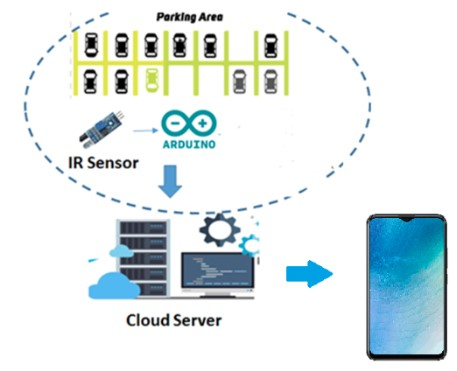 Parking Area
ARDUINO
IR Sensor
Cloud Server